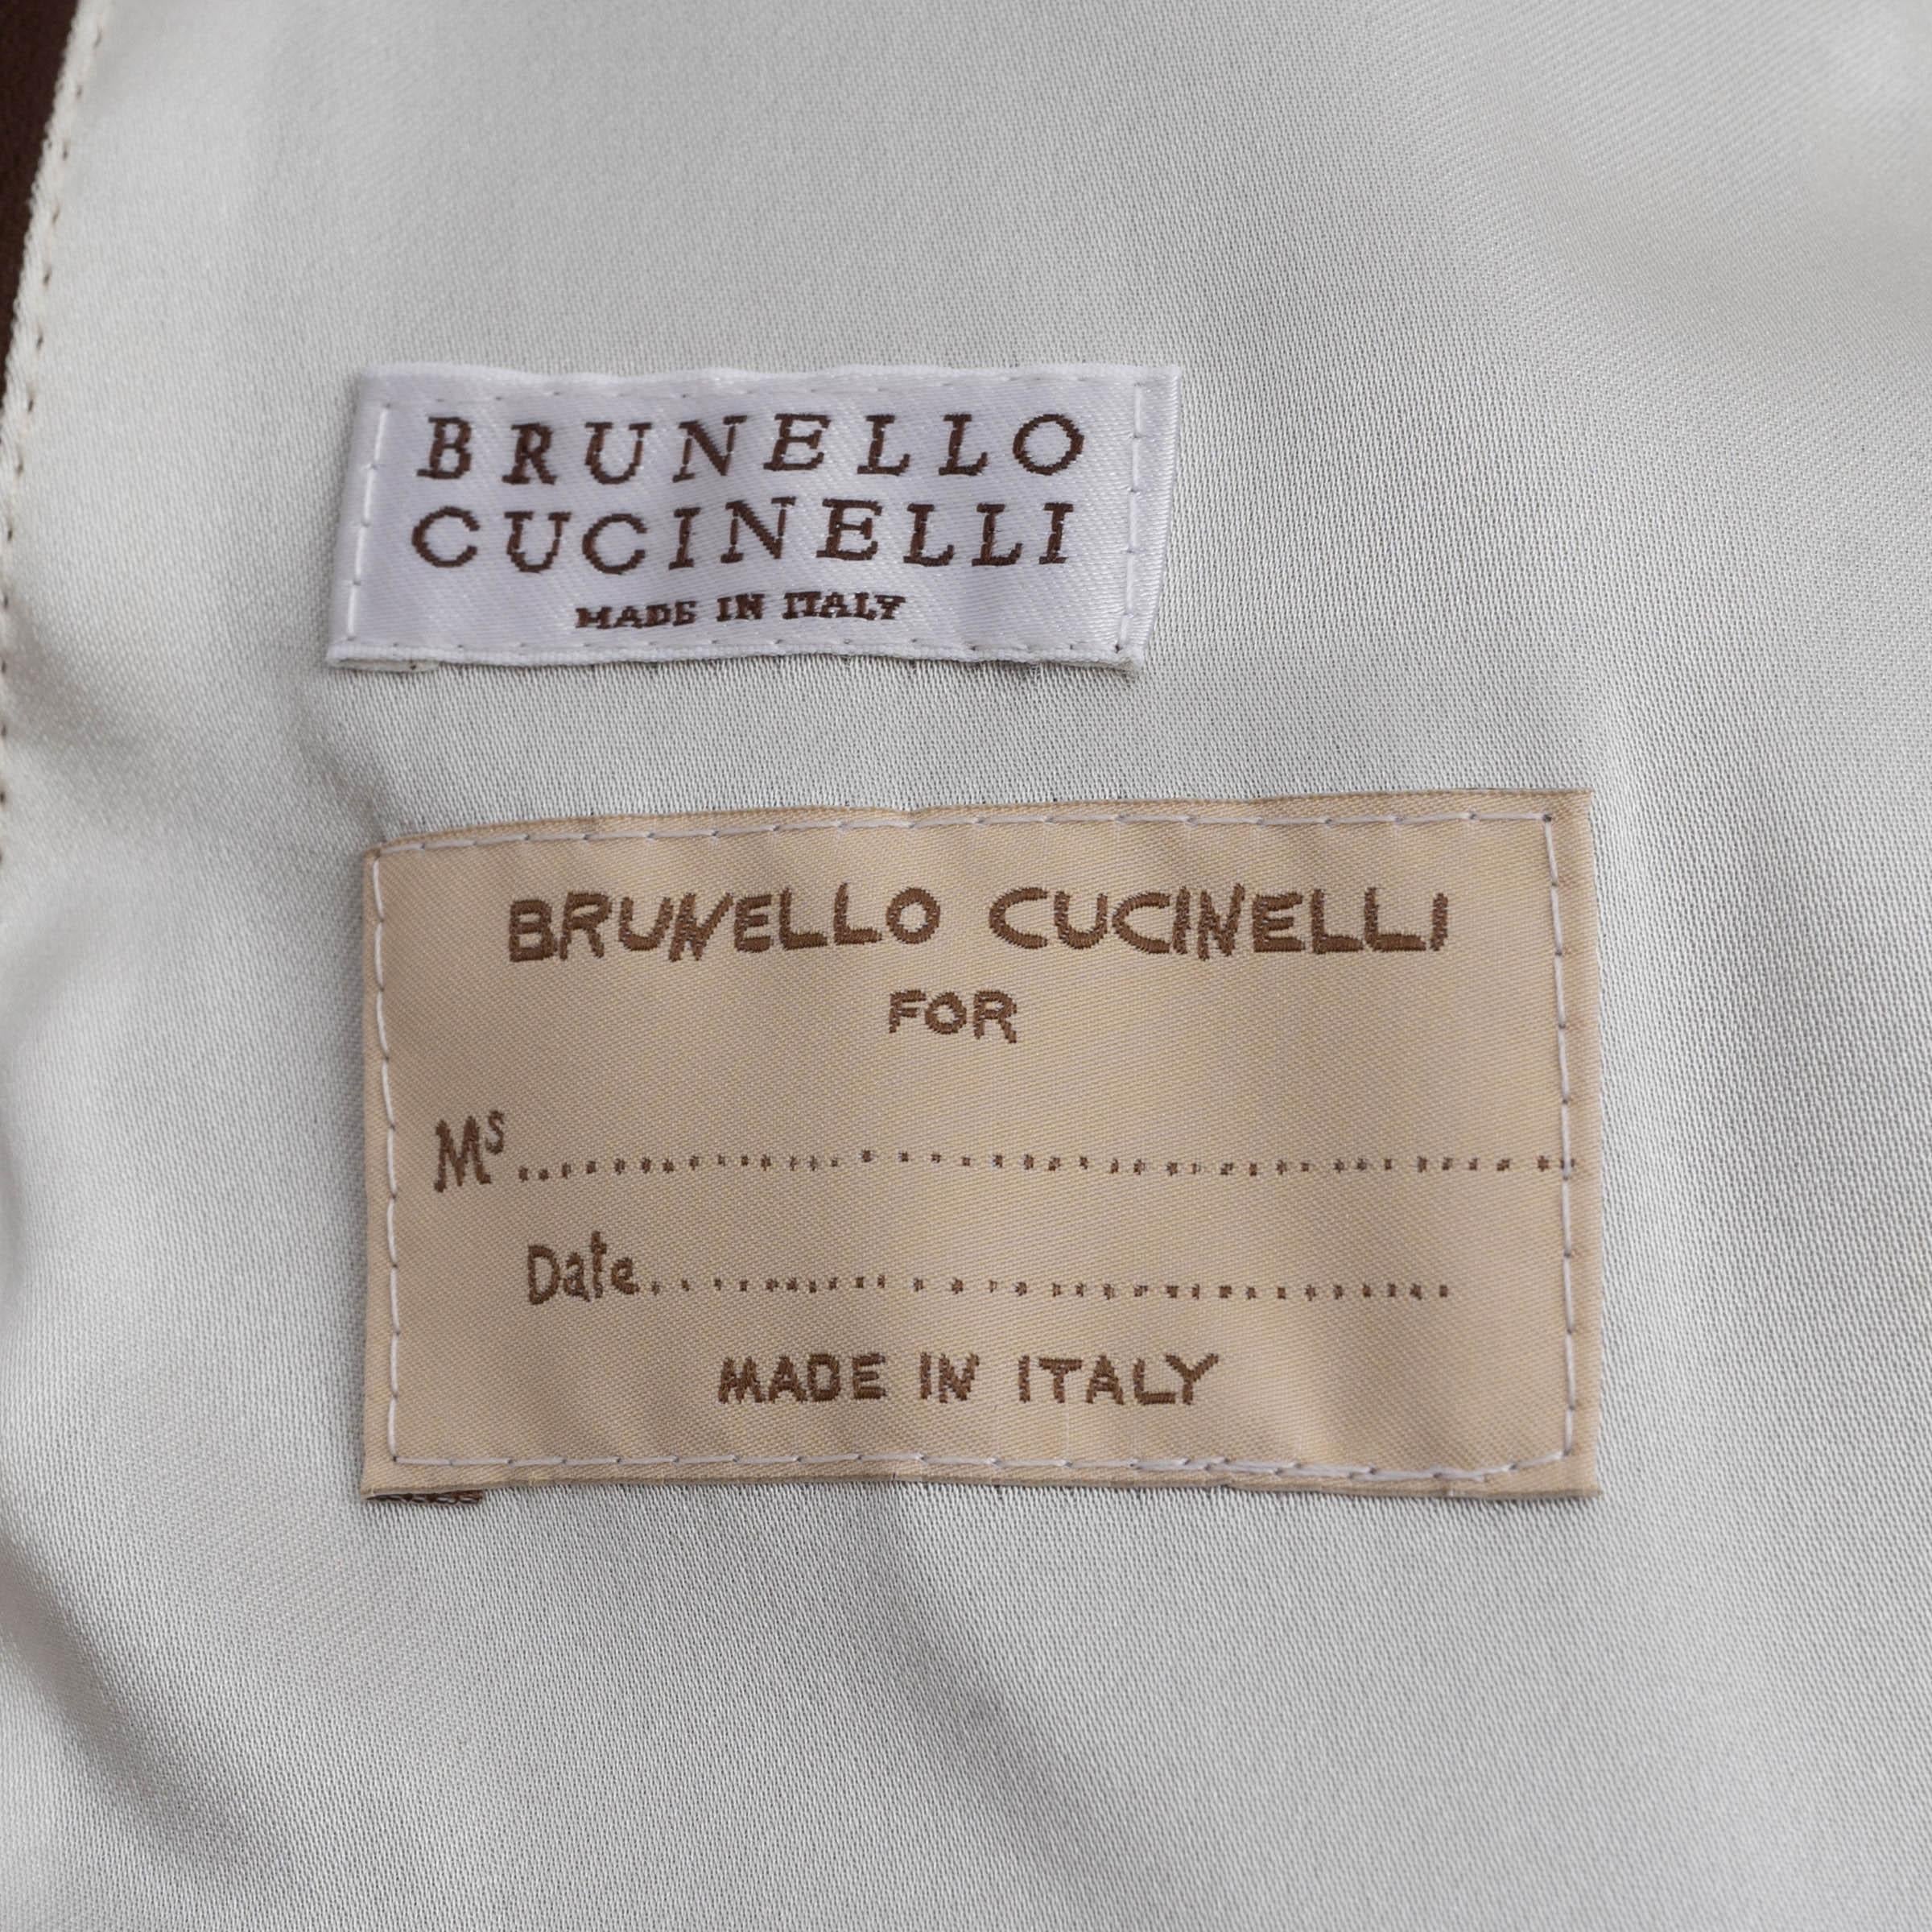 BRUNELLO
CUCINELLI
MADE IN ITALY
BRUNELLO CUCINELLI
FOR
Ms........................................
Date..............................
MADE IN ITALY